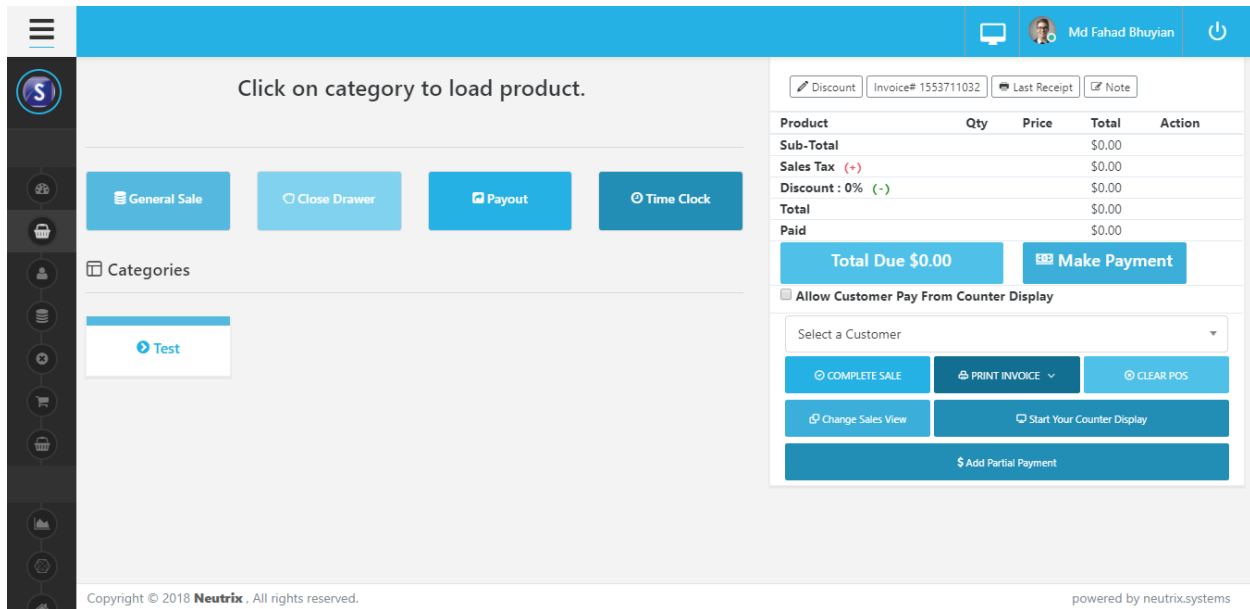 Md Fahad Bhuyian
S
Click on category to load product.
General Sale
Close Drawer
Payout
Time Clock
Categories
Test
Discount
Invoice# 1553711032
Last Receipt
Note
Product Qty Price Total Action
Sub-Total $0.00
Sales Tax (+) $0.00
Discount : 0% (-) $0.00
Total $0.00
Paid $0.00
Total Due $0.00
Make Payment
Allow Customer Pay From Counter Display
Select a Customer
COMPLETE SALE
PRINT INVOICE
CLEAR POS
Change Sales View
Start Your Counter Display
$ Add Partial Payment
Copyright © 2018 Neutrix , All rights reserved.
powered by neutrix.systems